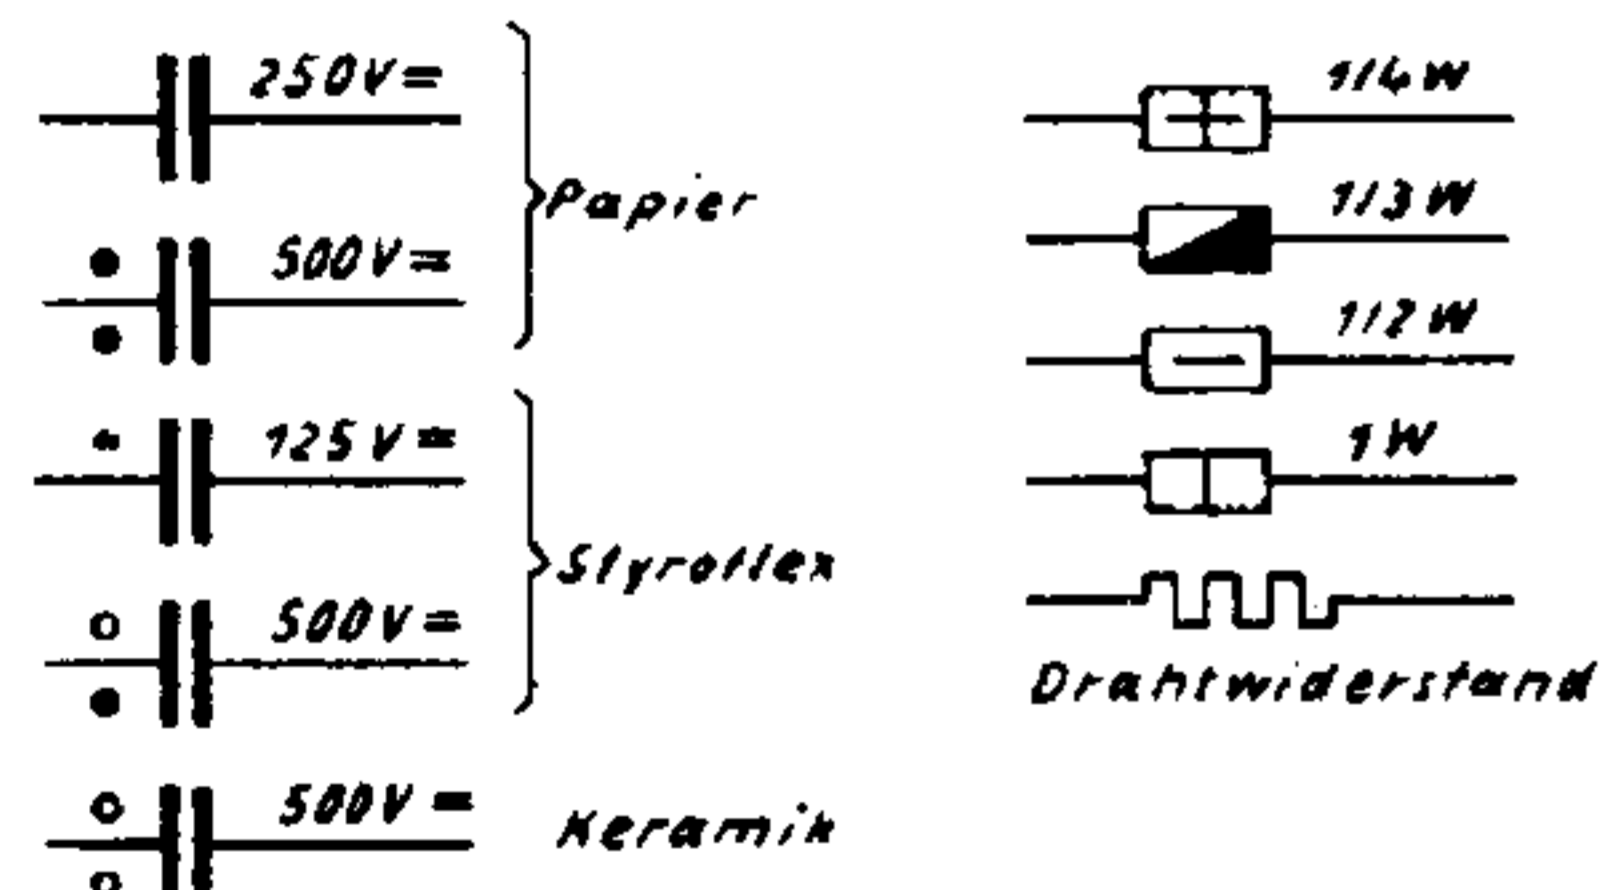 250V=
500V=
Papier
125V=
500V=
Styroflex
500V=
Keramik
1/4W
1/3W
1/2W
1W
Drahtwiderstand